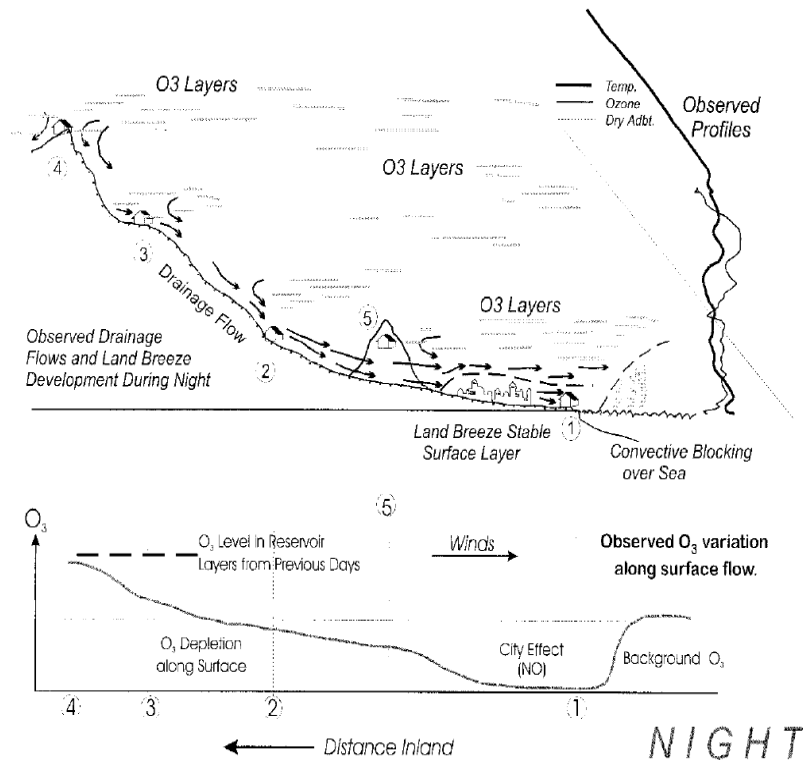 O3 Layers
Temp.
Ozone
Dry Adbt.
Observed
Profiles
4
O3 Layers
3
Drainage Flow
O3 Layers
5
Observed Drainage
Flows and Land Breeze
Development During Night
2
1
Land Breeze Stable
Surface Layer
Convective Blocking
over Sea
5
O3
O3 Level in Reservoir
Layers from Previous Days
Winds
Observed O3 variation
along surface flow.
O3 Depletion
along Surface
City Effect
(NO)
Background O3
4
3
2
1
Distance Inland
NIGHT